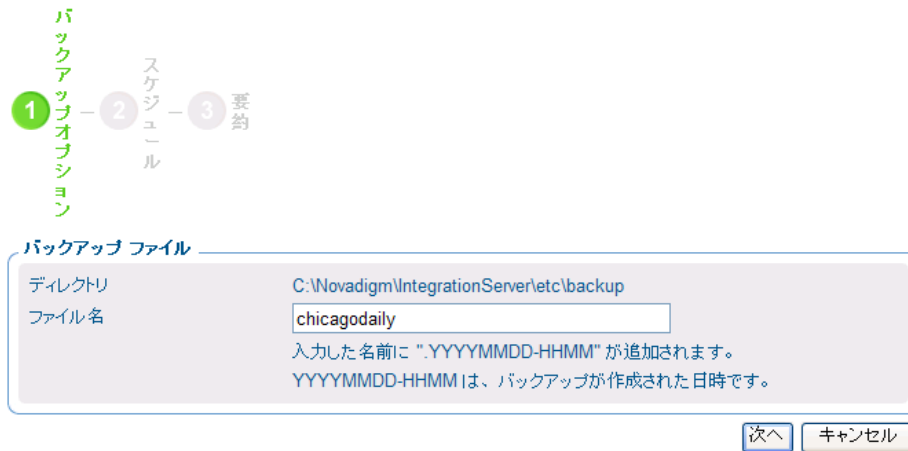 1 バックアップオプション – 2 スケジュール – 3 要約
バックアップ ファイル
ディレクトリ C:\Novadigm\IntegrationServer\etc\backup
ファイル名 chicagodaily
入力した名前に ".YYYYMMDD-HHMM" が追加されます。
YYYYMMDD-HHMM は、バックアップが作成された日時です。
次へ キャンセル